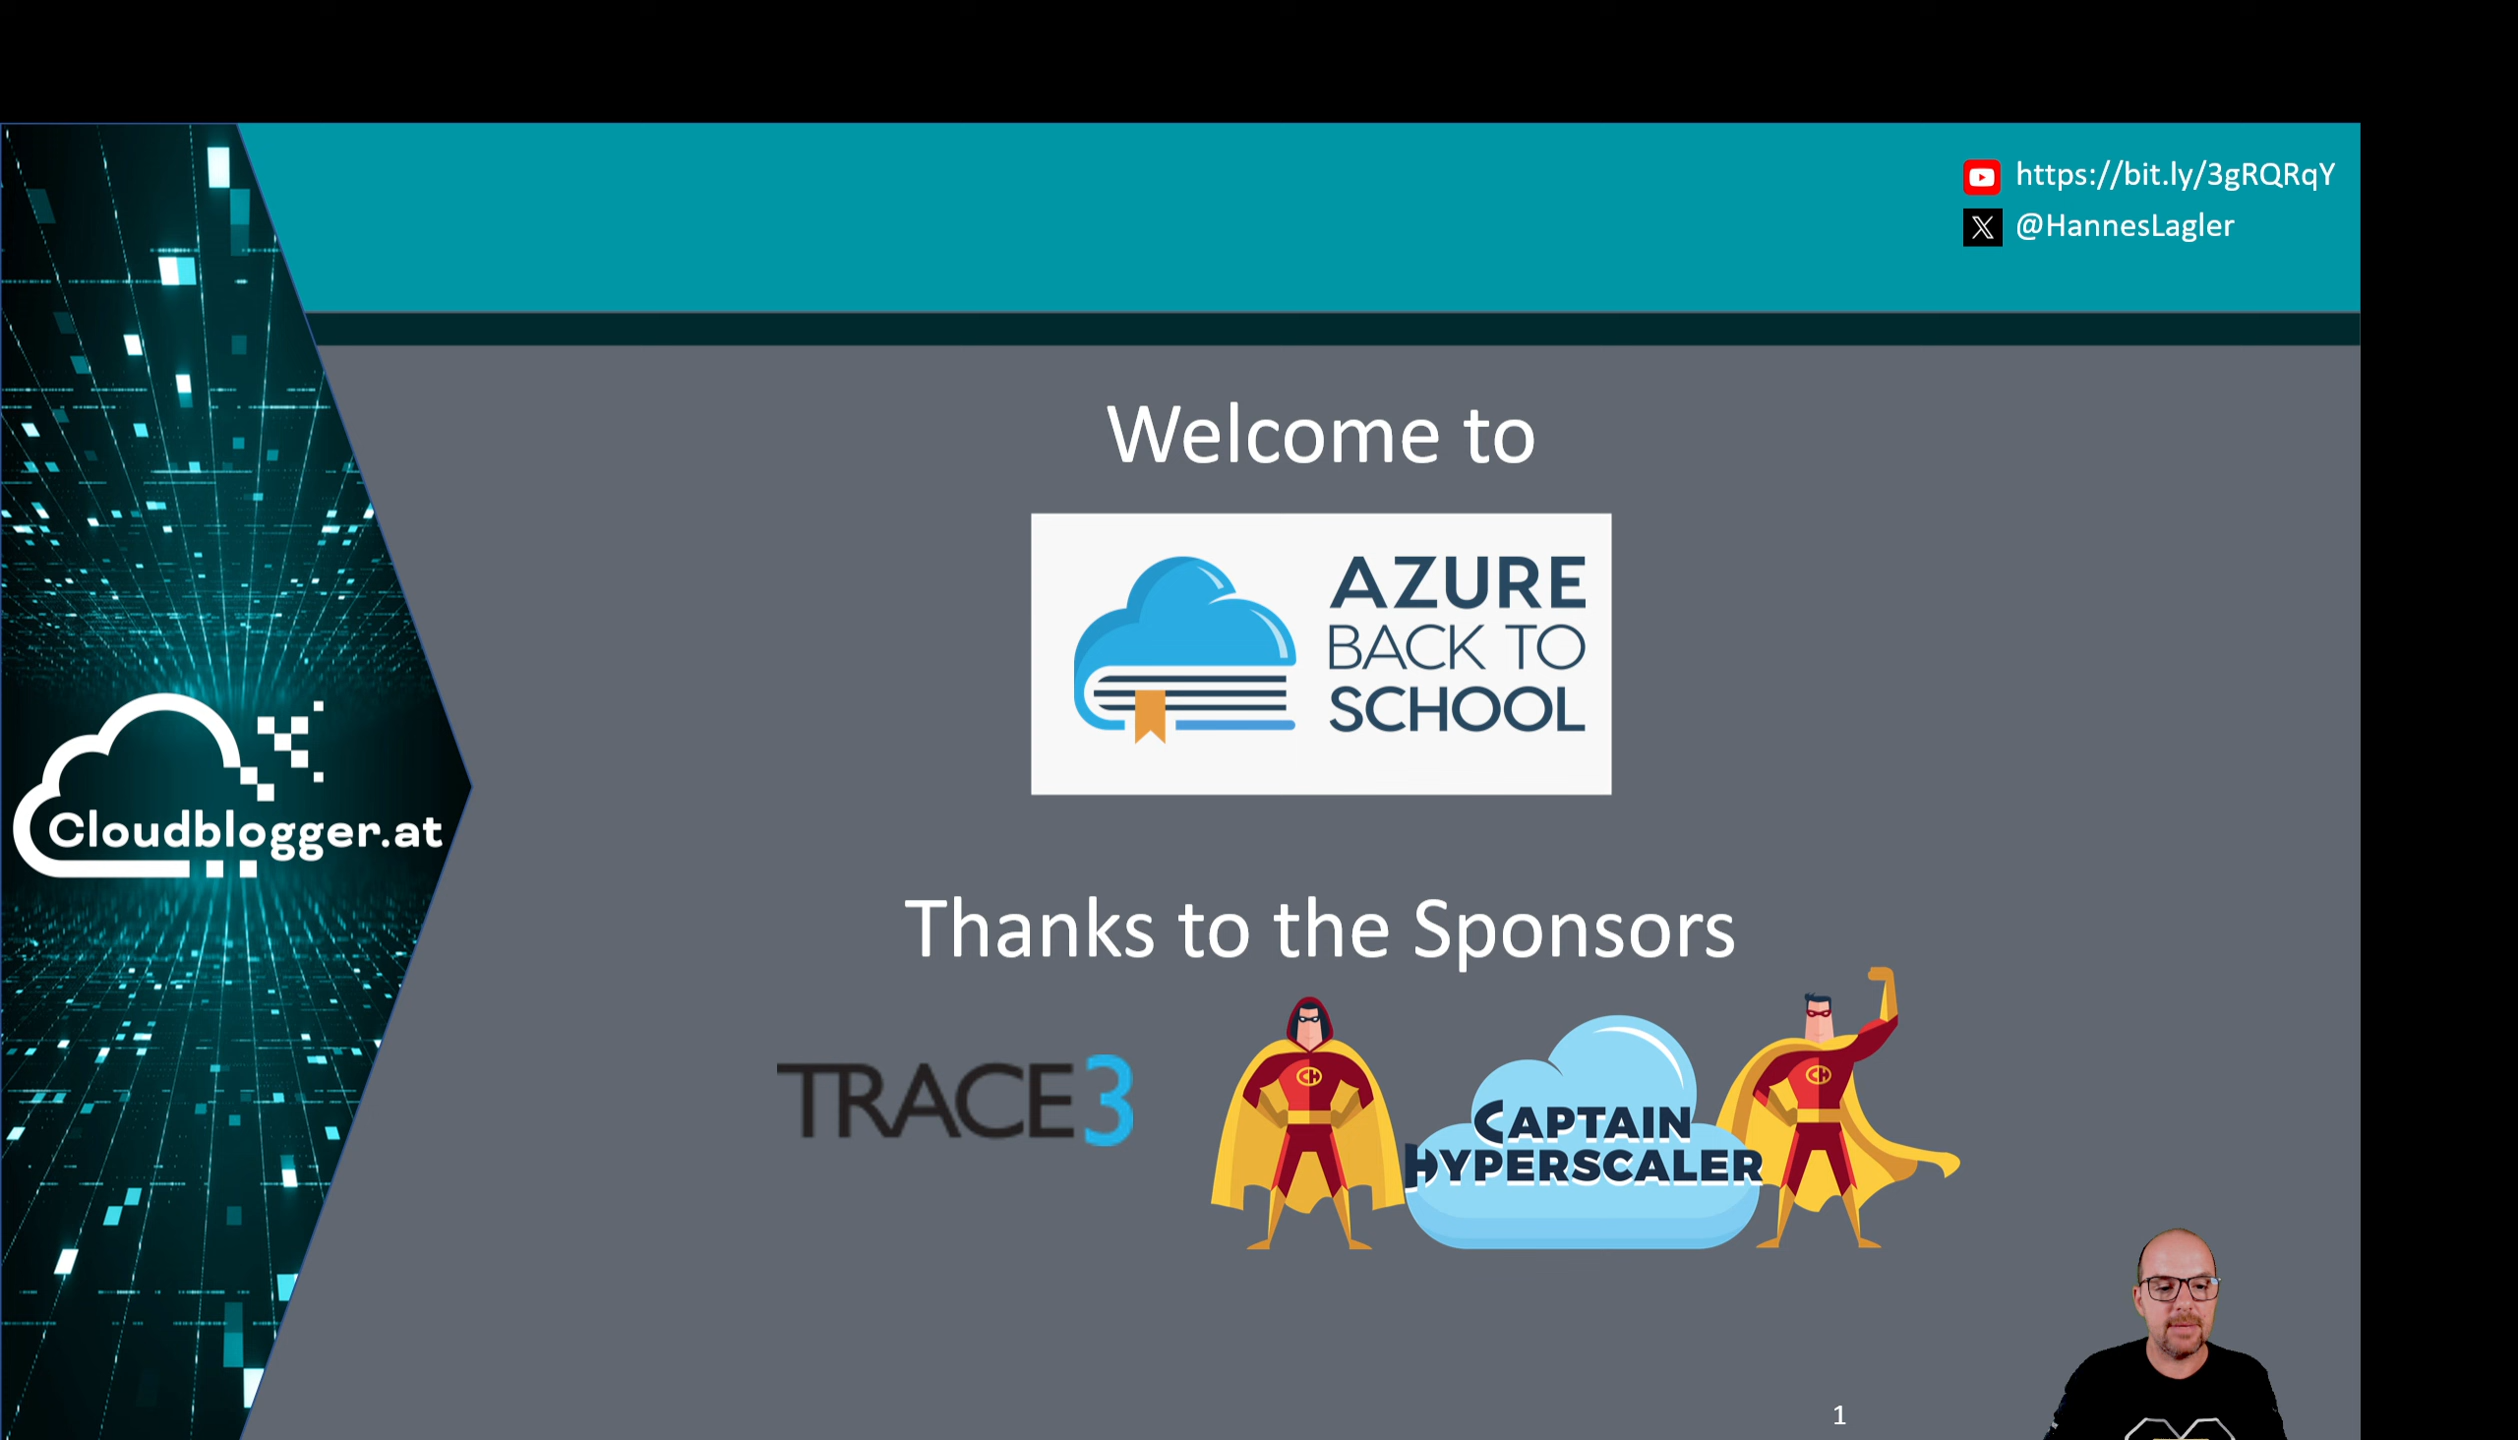 https://bit.ly/3gRQRqY
@HannesLagler
Welcome to
AZURE
BACK TO
SCHOOL
Cloudblogger.at
Thanks to the Sponsors
TRACE3
CAPTAIN
HYPERSCALER
1